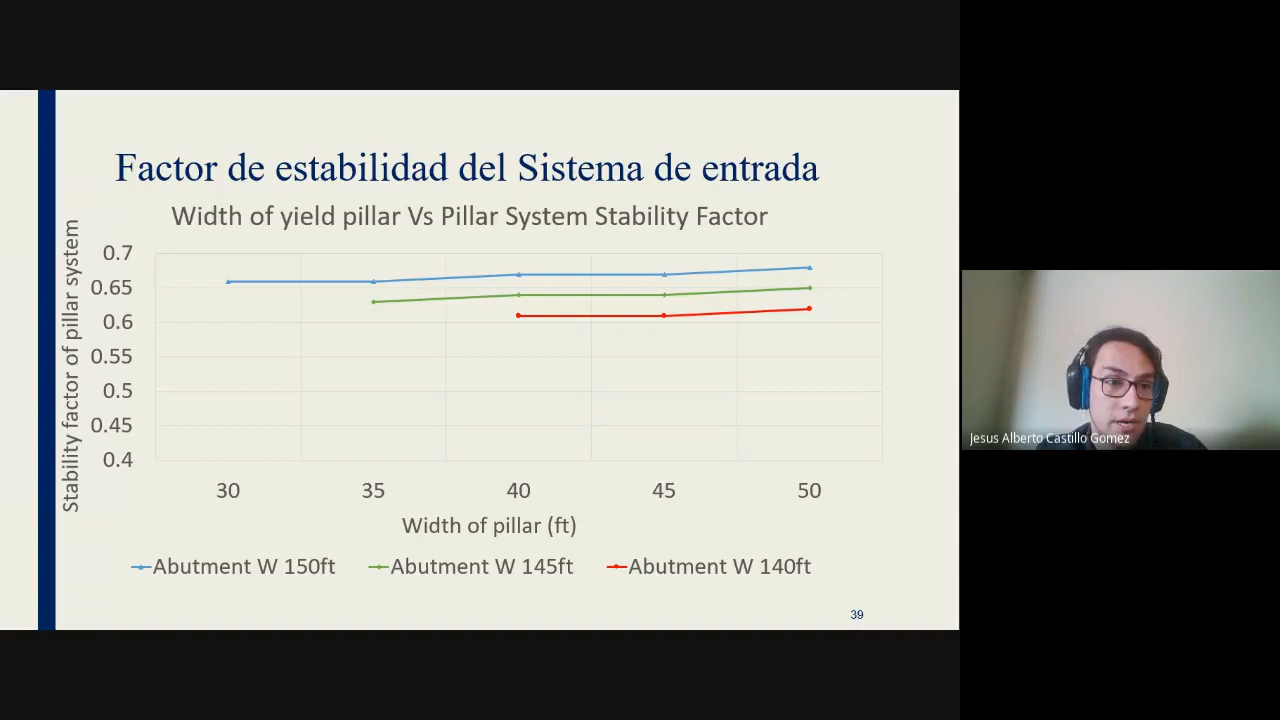 Factor de estabilidad del Sistema de entrada
Width of yield pillar Vs Pillar System Stability Factor
Stability factor of pillar system
0.7
0.65
0.6
0.55
0.5
0.45
0.4
30 35 40 45 50
Width of pillar (ft)
Abutment W 150ft Abutment W 145ft Abutment W 140ft
39
Jesus Alberto Castillo Gomez